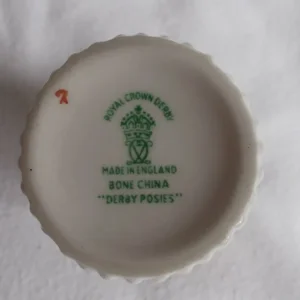 ROYAL CROWN DERBY
MADE IN ENGLAND
BONE CHINA
"DERBY POSIES"